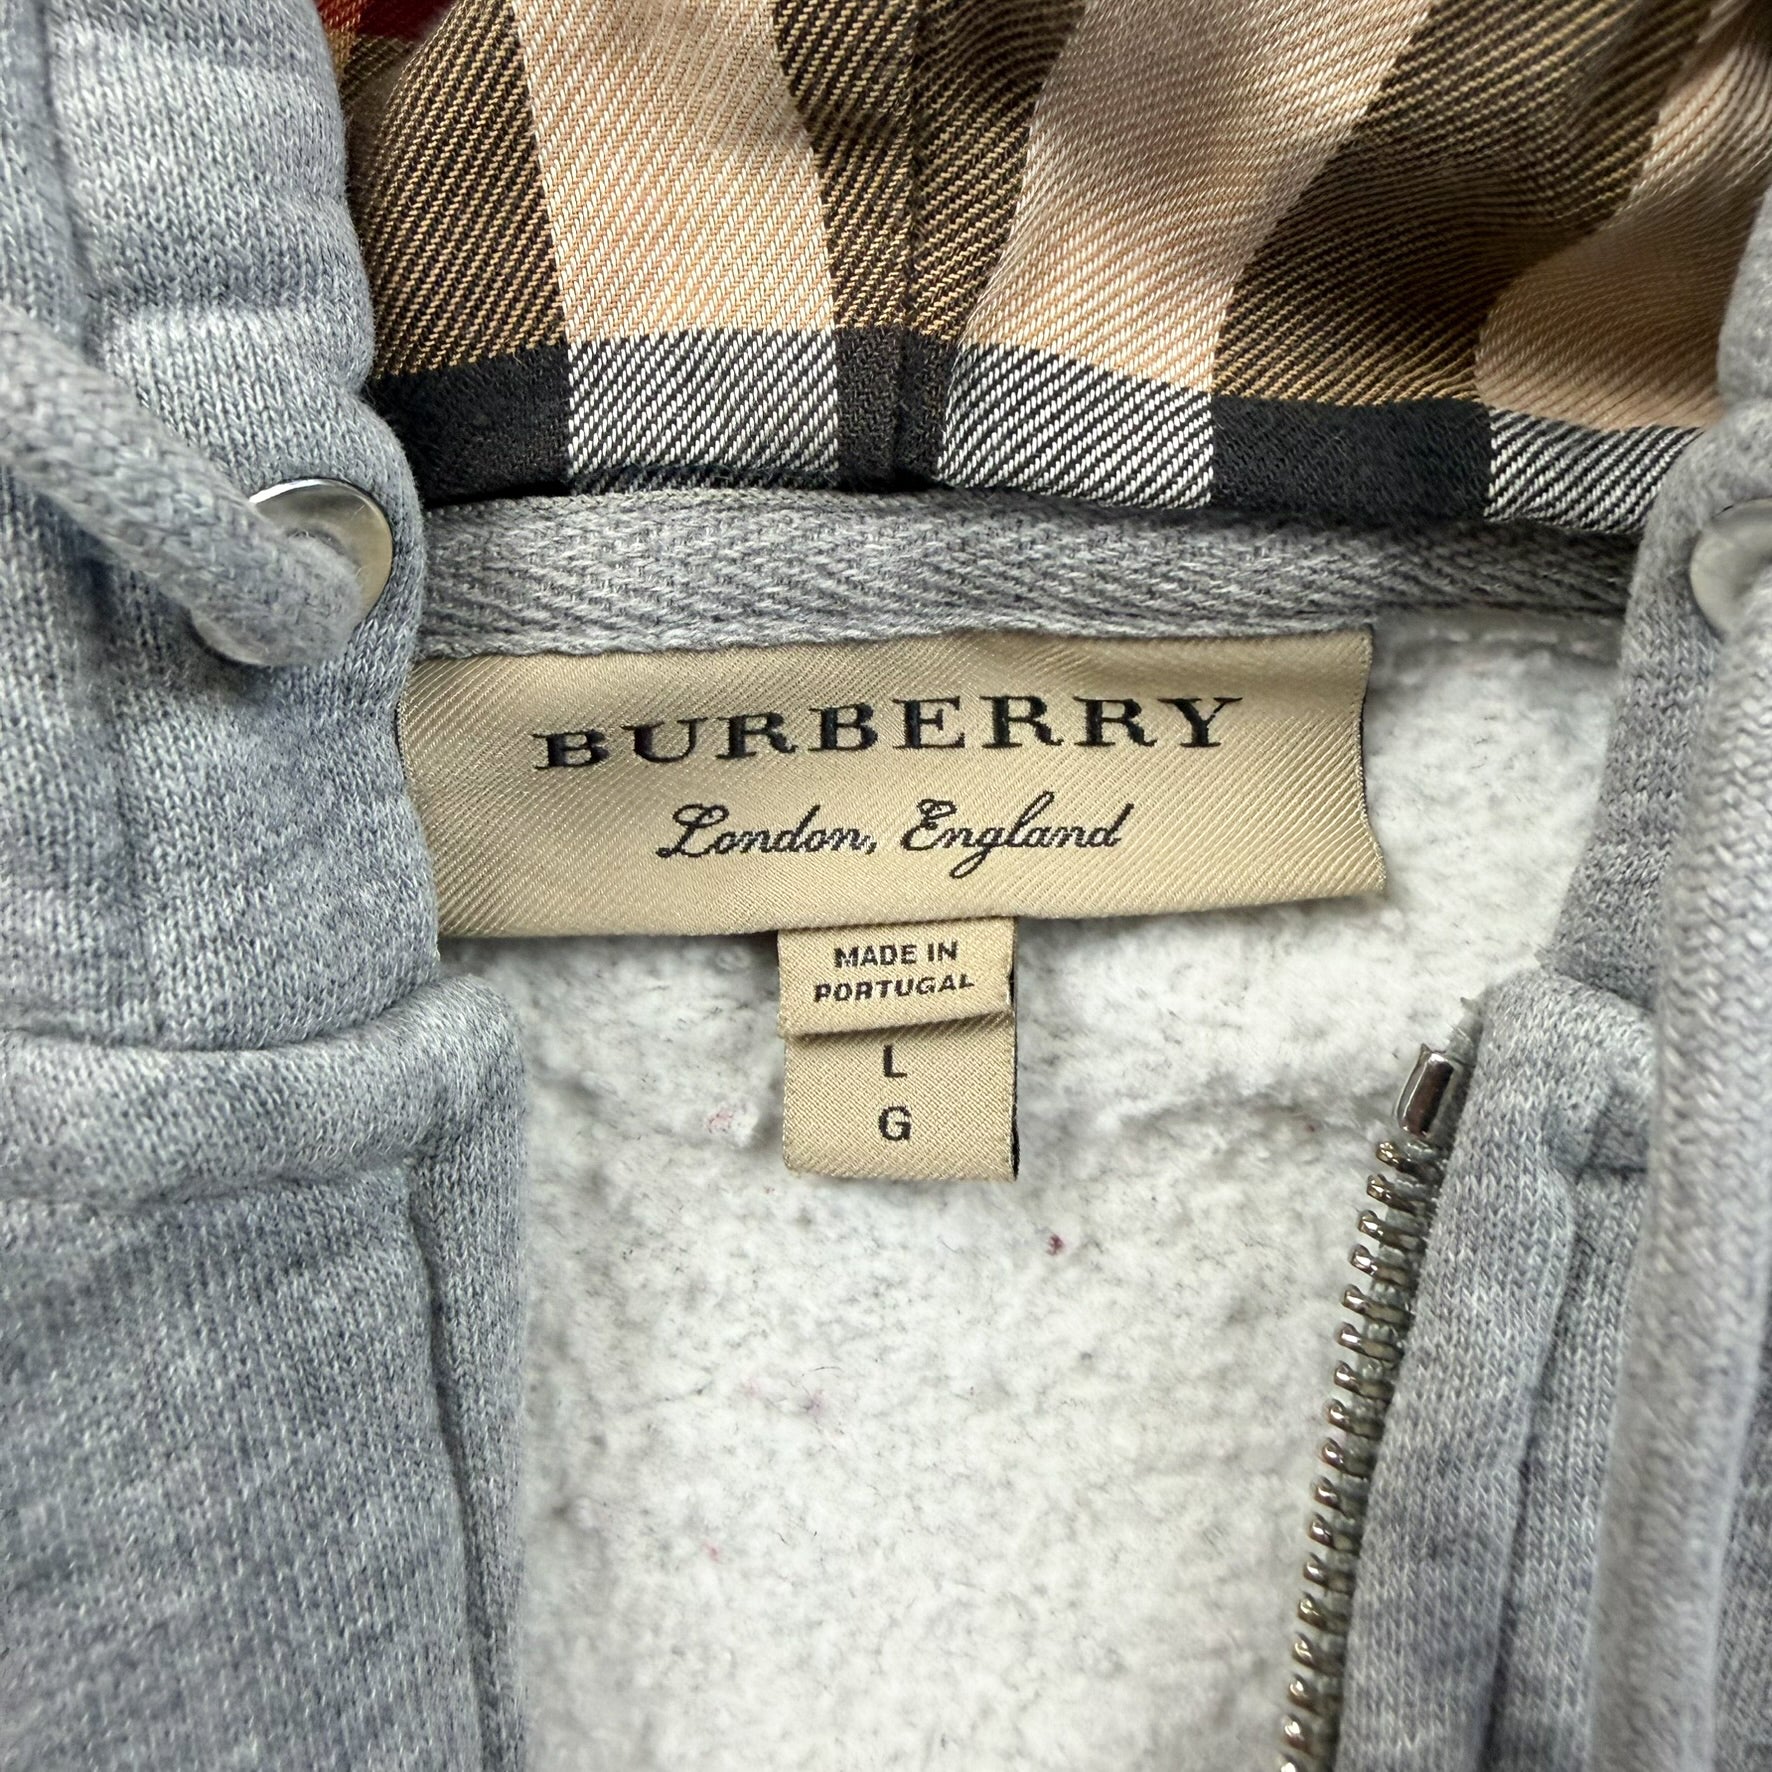 BURBERRY
London, England
MADE IN
PORTUGAL
L
G